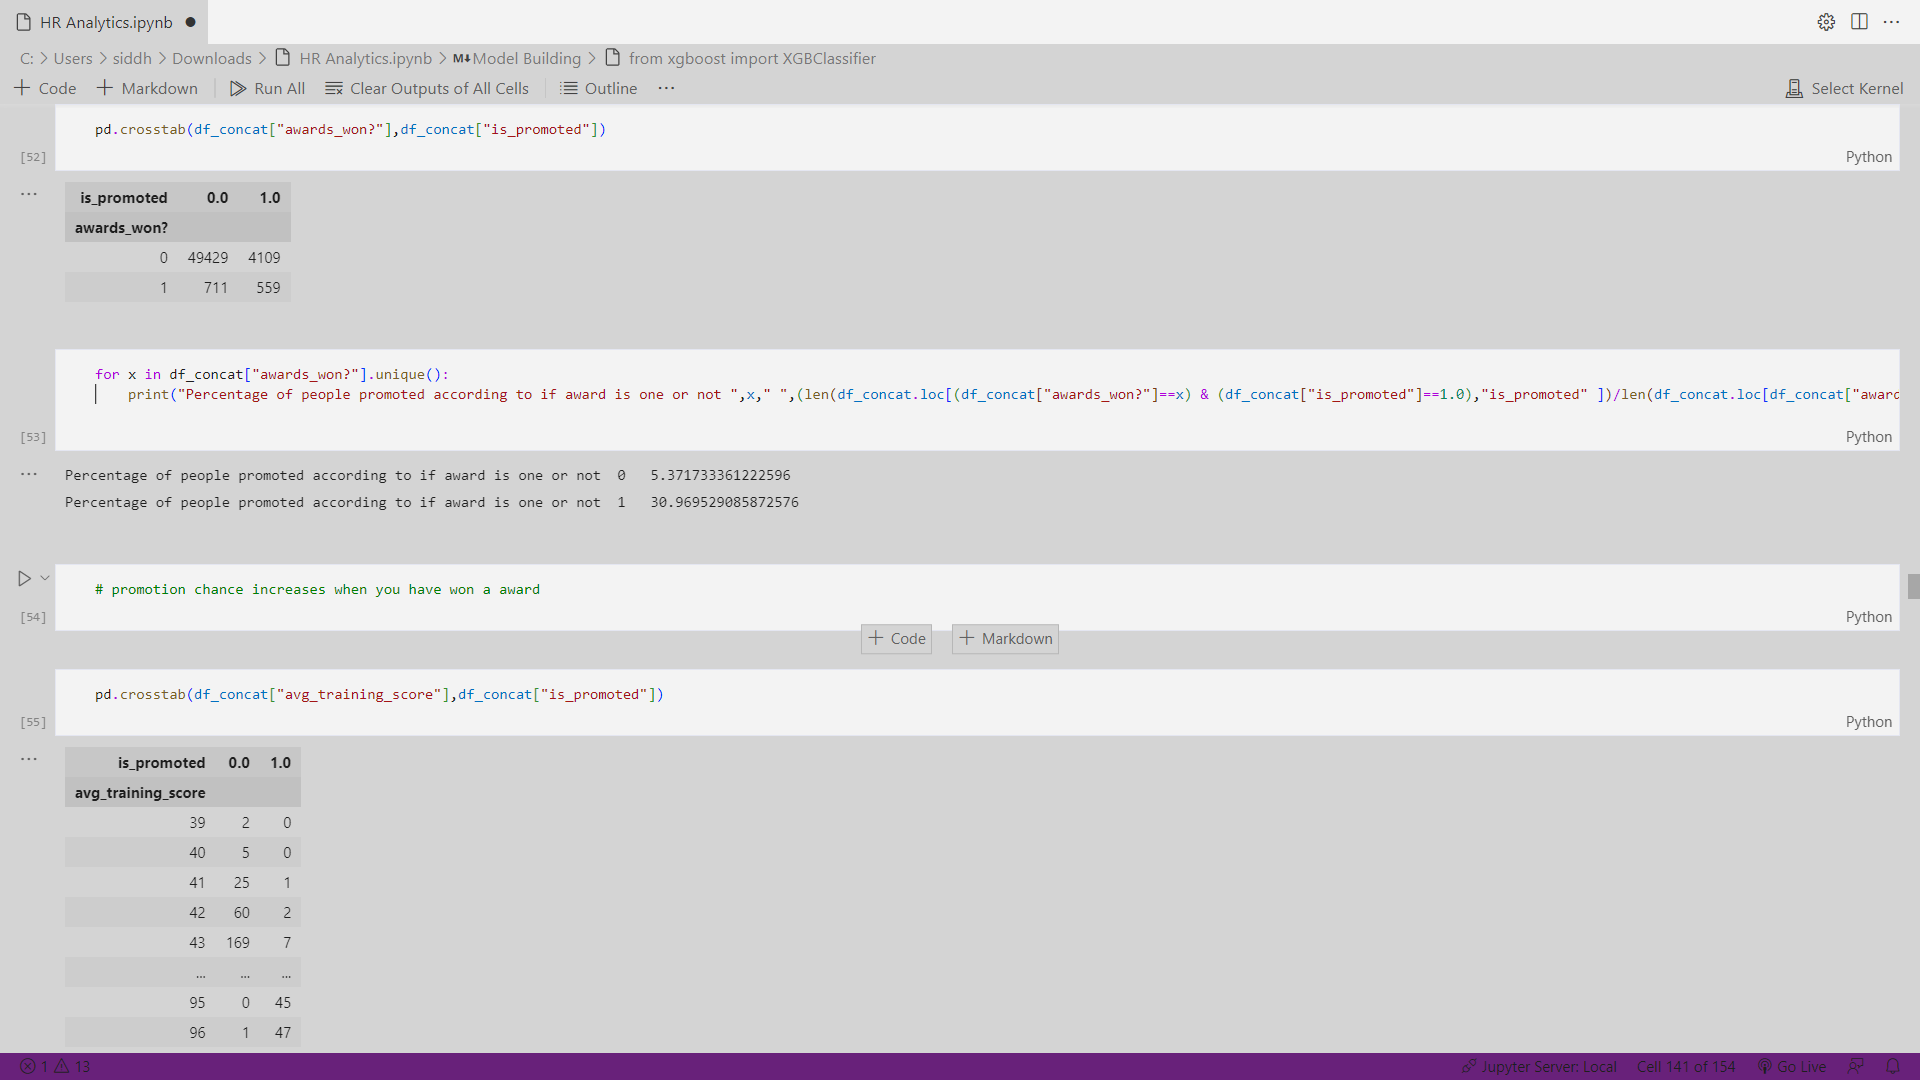 HR Analytics.ipynb
C: > Users > siddh > Downloads > HR Analytics.ipynb > M↓Model Building > from xgboost import XGBClassifier
+ Code + Markdown Run All Clear Outputs of All Cells Outline ··· Select Kernel
pd.crosstab(df_concat["awards_won?"],df_concat["is_promoted"])
[52] Python
is_promoted 0.0 1.0
awards_won?
0 49429 4109
1 711 559
for x in df_concat["awards_won?"].unique():
print("Percentage of people promoted according to if award is one or not ",x," ",(len(df_concat.loc[(df_concat["awards_won?"]==x) & (df_concat["is_promoted"]==1.0),"is_promoted" ])/len(df_concat.loc[df_concat["award
[53] Python
Percentage of people promoted according to if award is one or not 0 5.371733361222596
Percentage of people promoted according to if award is one or not 1 30.969529085872576
# promotion chance increases when you have won a award
[54] Python
+ Code + Markdown
pd.crosstab(df_concat["avg_training_score"],df_concat["is_promoted"])
[55] Python
is_promoted 0.0 1.0
avg_training_score
39 2 0
40 5 0
41 25 1
42 60 2
43 169 7
... ... ...
95 0 45
96 1 47
1 13 Jupyter Server: Local Cell 141 of 154 Go Live